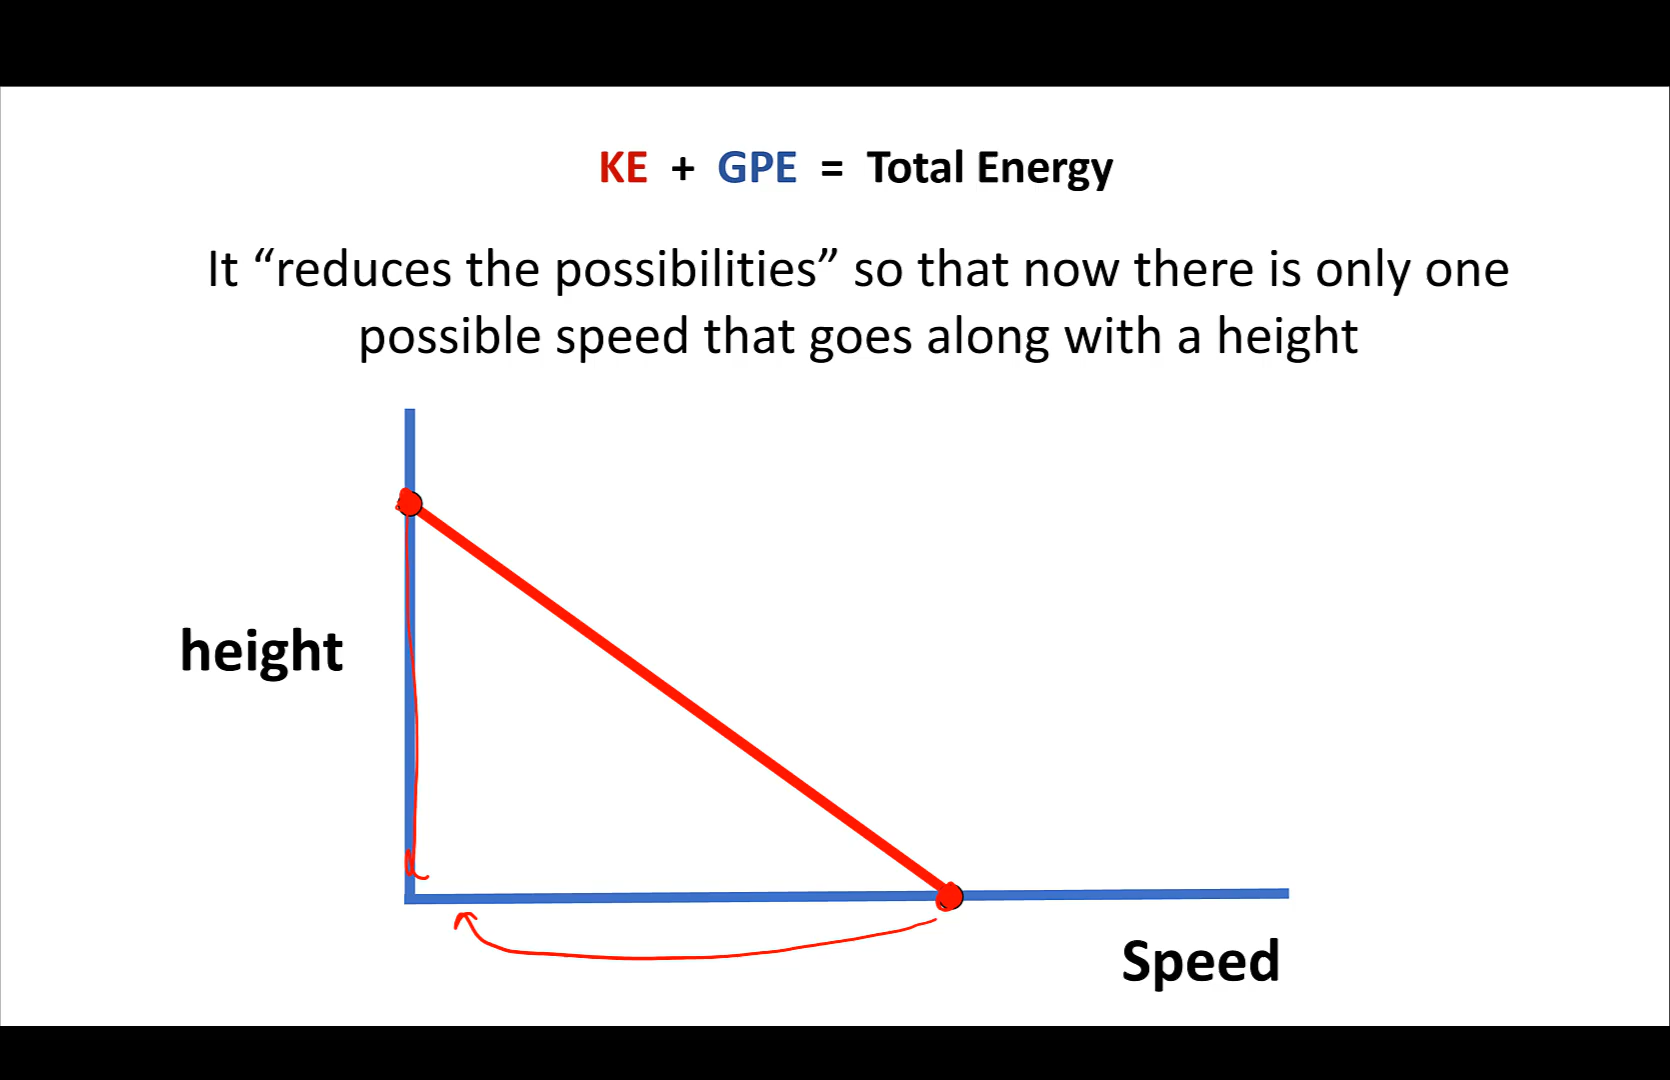 KE + GPE = Total Energy
It “reduces the possibilities” so that now there is only one
possible speed that goes along with a height
height
Speed